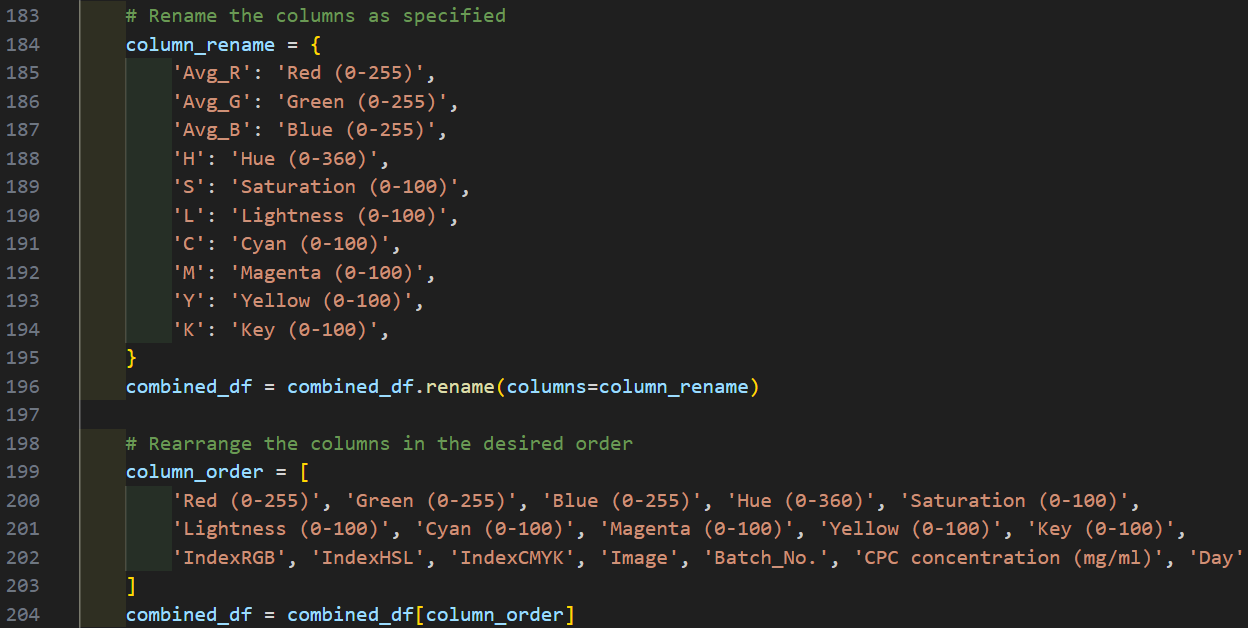 183 # Rename the columns as specified
184 column_rename = {
185 'Avg_R': 'Red (0-255)',
186 'Avg_G': 'Green (0-255)',
187 'Avg_B': 'Blue (0-255)',
188 'H': 'Hue (0-360)',
189 'S': 'Saturation (0-100)',
190 'L': 'Lightness (0-100)',
191 'C': 'Cyan (0-100)',
192 'M': 'Magenta (0-100)',
193 'Y': 'Yellow (0-100)',
194 'K': 'Key (0-100)',
195 }
196 combined_df = combined_df.rename(columns=column_rename)
197
198 # Rearrange the columns in the desired order
199 column_order = [
200 'Red (0-255)', 'Green (0-255)', 'Blue (0-255)', 'Hue (0-360)', 'Saturation (0-100)',
201 'Lightness (0-100)', 'Cyan (0-100)', 'Magenta (0-100)', 'Yellow (0-100)', 'Key (0-100)',
202 'IndexRGB', 'IndexHSL', 'IndexCMYK', 'Image', 'Batch_No.', 'CPC concentration (mg/ml)', 'Day'
203 ]
204 combined_df = combined_df[column_order]